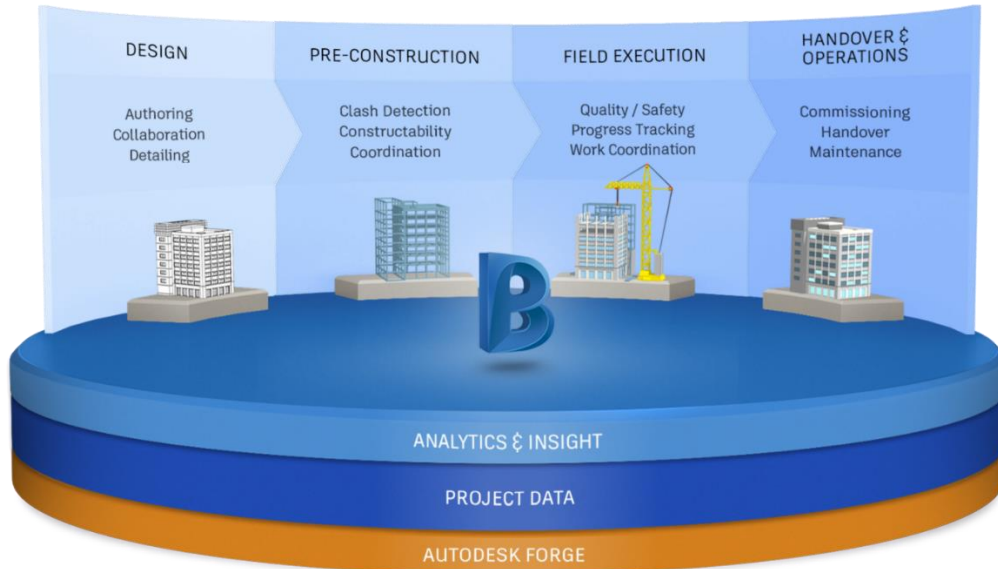 DESIGN
Authoring
Collaboration
Detailing
PRE-CONSTRUCTION
Clash Detection
Constructability
Coordination
FIELD EXECUTION
Quality / Safety
Progress Tracking
Work Coordination
HANDOVER &
OPERATIONS
Commissioning
Handover
Maintenance
B
ANALYTICS & INSIGHT
PROJECT DATA
AUTODESK FORGE